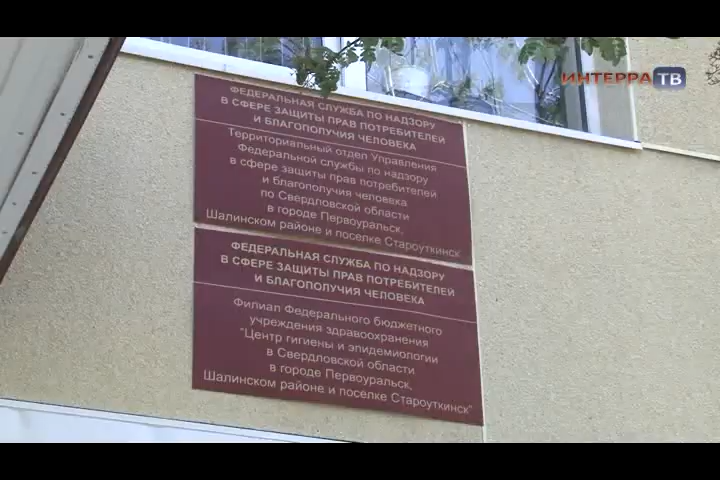 ИНТЕРРА ТВ
ФЕДЕРАЛЬНАЯ СЛУЖБА ПО НАДЗОРУ
В СФЕРЕ ЗАЩИТЫ ПРАВ ПОТРЕБИТЕЛЕЙ
И БЛАГОПОЛУЧИЯ ЧЕЛОВЕКА
Территориальный отдел Управления
Федеральной службы по надзору
в сфере защиты прав потребителей
и благополучия человека
по Свердловской области
в городе Первоуральск,
Шалинском районе и поселке Староуткинск
ФЕДЕРАЛЬНАЯ СЛУЖБА ПО НАДЗОРУ
В СФЕРЕ ЗАЩИТЫ ПРАВ ПОТРЕБИТЕЛЕЙ
И БЛАГОПОЛУЧИЯ ЧЕЛОВЕКА
Филиал Федерального бюджетного
учреждения здравоохранения
"Центр гигиены и эпидемиологии
в Свердловской области
в городе Первоуральск,
Шалинском районе и поселке Староуткинск"